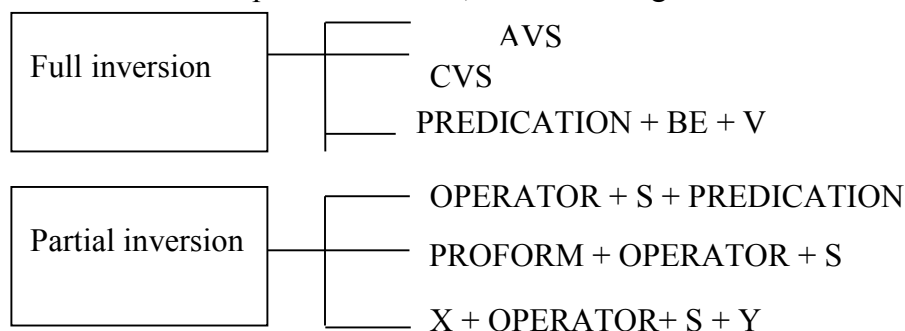 Full inversion
AVS
CVS
PREDICATION + BE + V
Partial inversion
OPERATOR + S + PREDICATION
PROFORM + OPERATOR + S
X + OPERATOR+ S + Y